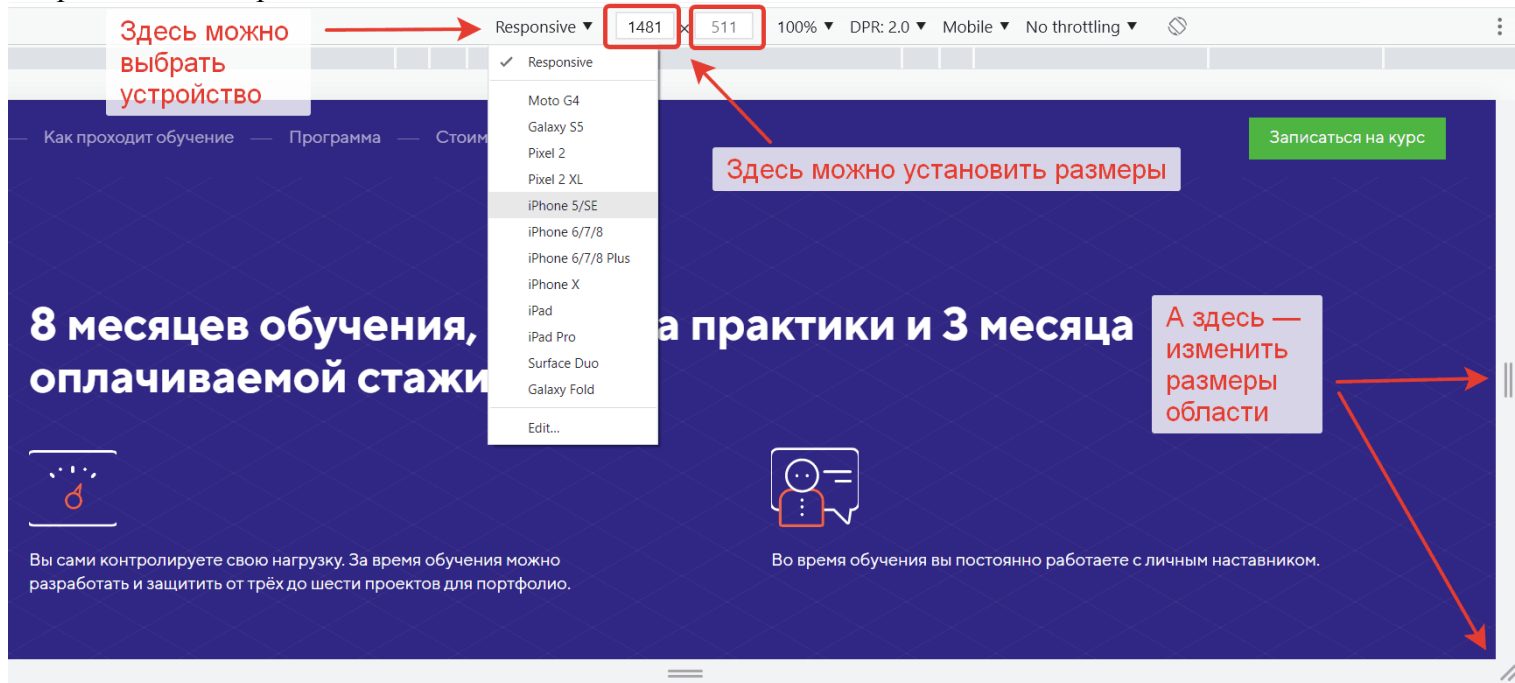 Здесь можно
выбрать
устройство
Responsive ▼ 1481 × 511 100% ▼ DPR: 2.0 ▼ Mobile ▼ No throttling ▼
✓ Responsive
Moto G4
Galaxy S5
Pixel 2
Pixel 2 XL
iPhone 5/SE
iPhone 6/7/8
iPhone 6/7/8 Plus
iPhone X
iPad
iPad Pro
Surface Duo
Galaxy Fold
Edit...
— Как проходит обучение — Программа — Стоим
Записаться на курс
Здесь можно установить размеры
8 месяцев обучения, а практики и 3 месяца
оплачиваемой стажи
А здесь —
изменить
размеры
области
Вы сами контролируете свою нагрузку. За время обучения можно
разработать и защитить от трёх до шести проектов для портфолио.
Во время обучения вы постоянно работаете с личным наставником.